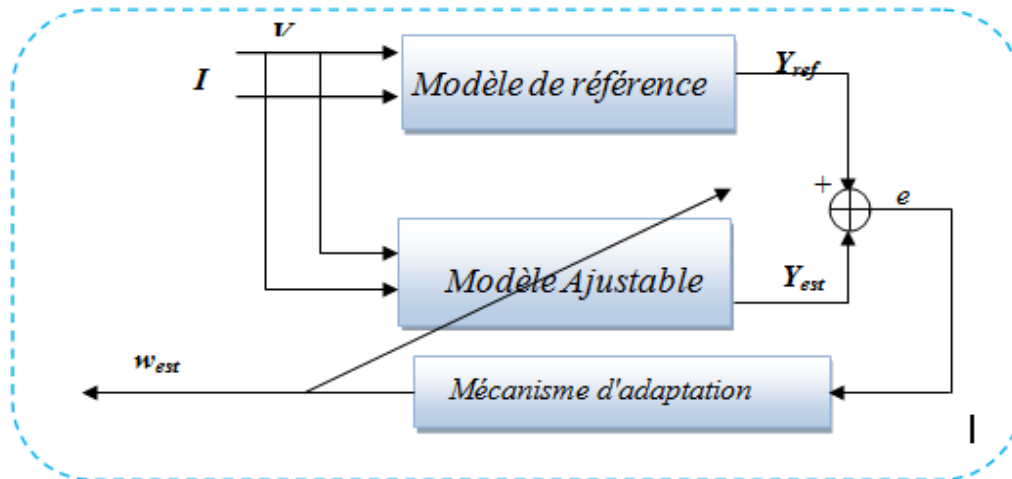 V
I
Modèle de référence
Yref
+
e
Modèle Ajustable
Yest
west
Mécanisme d'adaptation